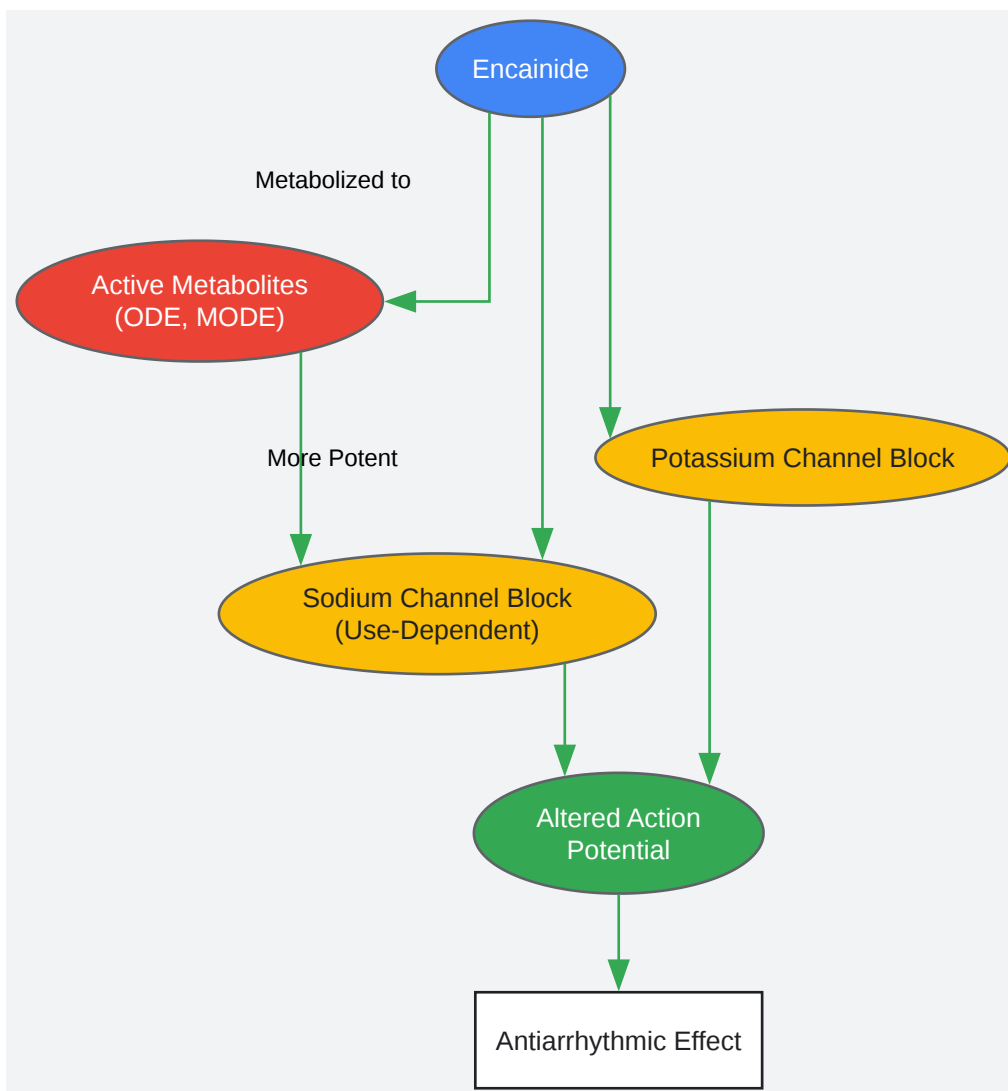 Encainide
Metabolized to
Active Metabolites
(ODE, MODE)
More Potent
Potassium Channel Block
Sodium Channel Block
(Use-Dependent)
Altered Action
Potential
Antiarrhythmic Effect